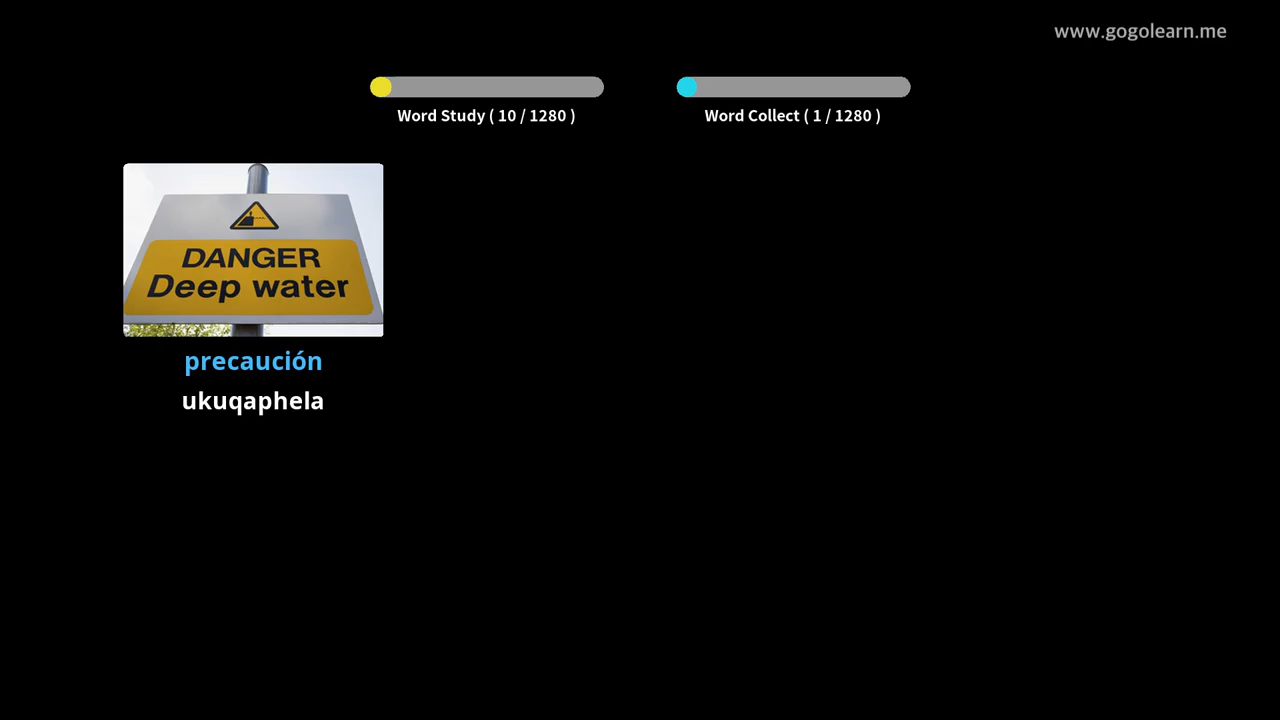 www.gogolearn.me
Word Study ( 10 / 1280 )
Word Collect ( 1 / 1280 )
DANGER
Deep water
precaución
ukuqaphela